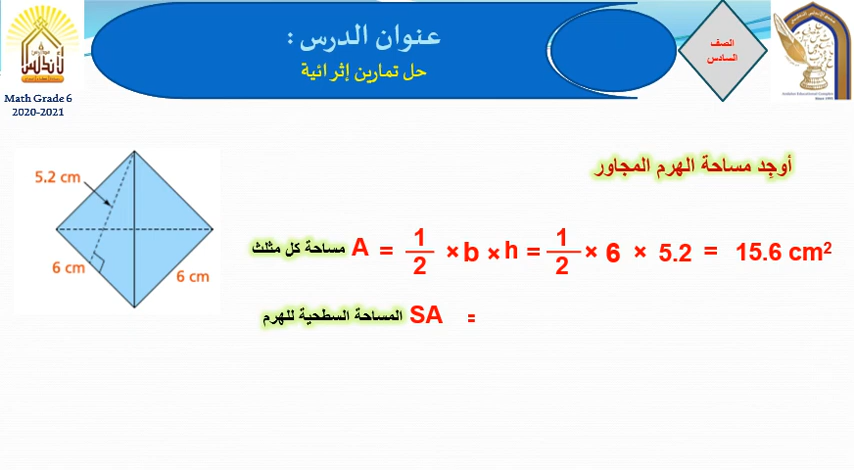 عنوان الدرس :
حل تمارين إثرائية
الصف
السادس
Math Grade 6
2020-2021
أوجِد مساحة الهرم المجاور
5.2 cm
6 cm
6 cm
مساحة كل مثلث A = 1/2 × b × h = 1/2 × 6 × 5.2 = 15.6 cm²
المساحة السطحية للهرم SA =